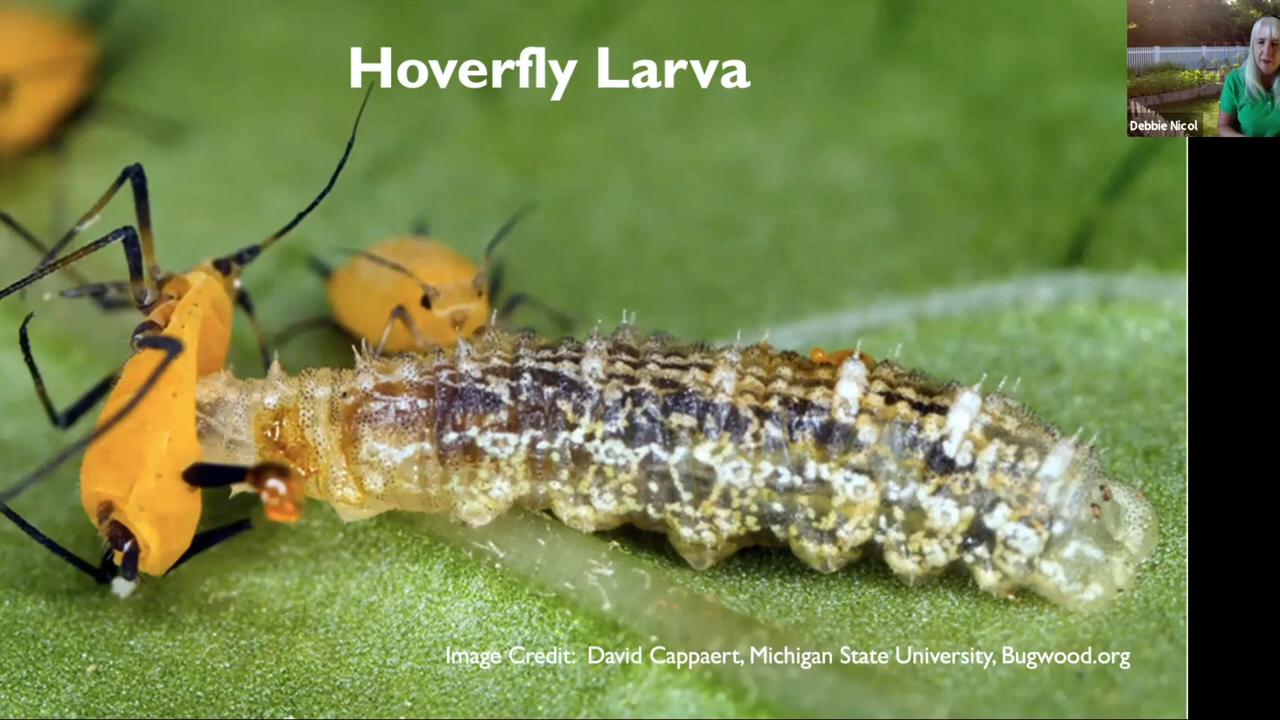 Hoverfly Larva
Debbie Nicol
Image Credit:  David Cappaert, Michigan State University, Bugwood.org